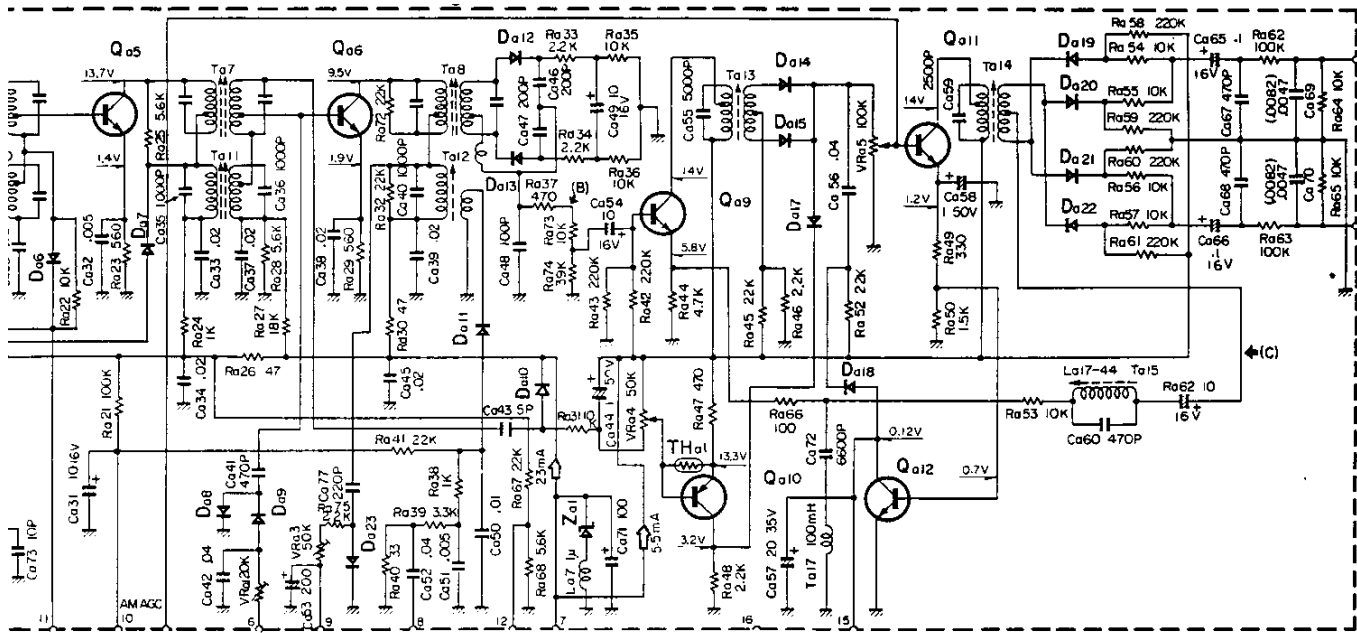 Qa5
13.7V
1.4V
Ra25 5.6K
Ta7
Ta11
Ca35 1000P
Ca36 1000P
Da7
Da6
Ra22 10K
Ca32 .005
Ra23 560
Ca33 .02
Ca37 .02
Ra28 5.6K
Ra24 1K
Ra27 18K
Ca34 .02
Ra26 47
Ra21 100K
Ca31 10 16V
Ca73 10P
Qa6
9.5V
1.9V
Ra72 22K
Ta8
Ta12
Ra32 22K
Ca40 1000P
Ca38 .02
Ra29 560
Ca39 .02
Ra30 47
Ca45 .02
Da11
Da12
Ca46 200P
Ca47 200P
Ra33 2.2K
Ra34 2.2K
Ra35 10K
Ra36 10K
Ca49 10 16V
Da13
Ra37 470
(B)
Ca48 100P
Ra73 10K
Ra74 39K
Ca54 10 16V
Ra43 220K
Ra42 220K
Ra44 4.7K
14V
5.8V
Qa9
Ca55 5000P
Ta13
Da14
Da15
Da17
Ca56 .04
VRa5 100K
Ra45 22K
Ra46 2.2K
Ra52 22K
Qa11
2500P
Ca59
14V
1.2V
Ca58 1 50V
Ra49 330
Ra50 1.5K
Ta14
Da19
Da20
Da21
Da22
Ra58 220K
Ra54 10K
Ra55 10K
Ra59 220K
Ra60 220K
Ra56 10K
Ra57 10K
Ra61 220K
Ca65 .1 16V
Ca66 .1 16V
Ra62 100K
Ra63 100K
Ca67 470P
Ca68 470P
(.0082) .0047 Ca69
(.0082) .0047 Ca70
Ra64 10K
Ra65 10K
(C)
La17-44 Ta15
Ra53 10K
Ca60 470P
Ra62 10 16V
Da18
0.12V
0.7V
Qa12
Ra66 100
Ca72 6600P
Ta17 100mH
Ca57 20 35V
Qa10
13.3V
3.2V
THa1
Ra47 470
Ra48 2.2K
VRa4 50K
Ca44 1 50V
Ra31 10
Da10
Ca43 5P
23mA
5.5mA
Ra67 22K
Ra68 5.6K
Za1
La7 1μ
Ca71 100
Ra41 22K
Ra38 1K
Ra39 3.3K
Ca50 .01
Ca51 .005
Ca52 .04
Ra40 33
Da23
Ca77 220P
VRa3 50K
Ca53 200
Ca41 470P
Da8
Da9
Ca42 .04
VRa1 20K
AM AGC
11
10
6
9
8
12
7
16
15